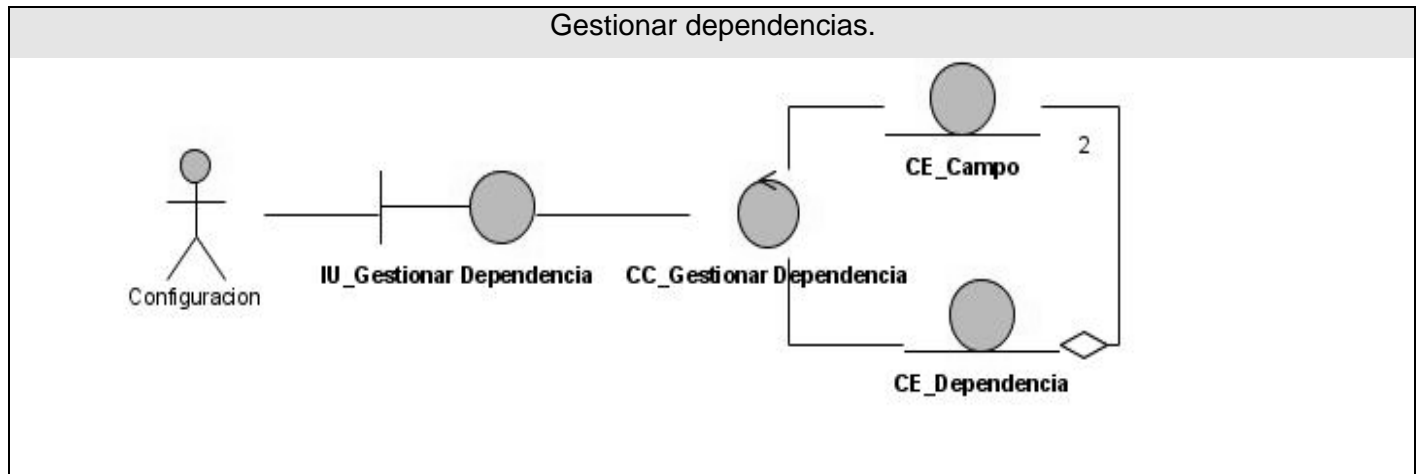 Gestionar dependencias.
2
CE_Campo
IU_Gestionar Dependencia
CC_Gestionar Dependencia
Configuracion
CE_Dependencia